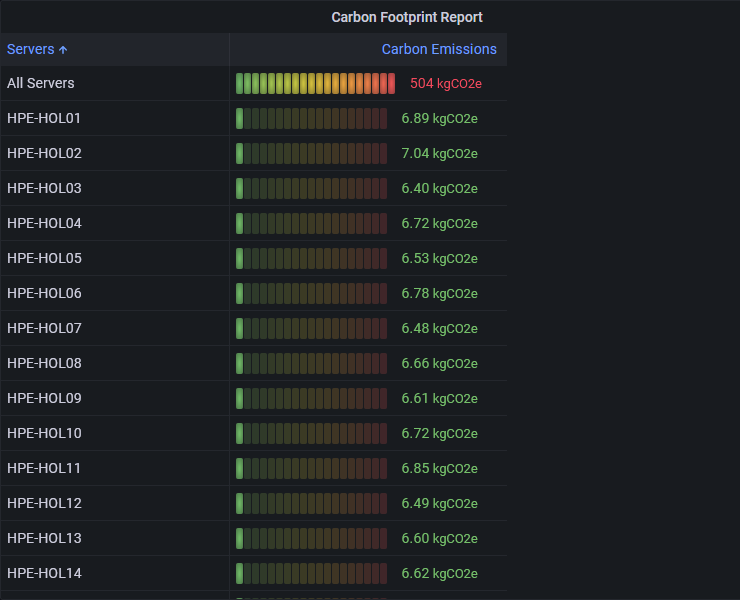 Carbon Footprint Report
Servers ↑ Carbon Emissions
All Servers 504 kgCO2e
HPE-HOL01 6.89 kgCO2e
HPE-HOL02 7.04 kgCO2e
HPE-HOL03 6.40 kgCO2e
HPE-HOL04 6.72 kgCO2e
HPE-HOL05 6.53 kgCO2e
HPE-HOL06 6.78 kgCO2e
HPE-HOL07 6.48 kgCO2e
HPE-HOL08 6.66 kgCO2e
HPE-HOL09 6.61 kgCO2e
HPE-HOL10 6.72 kgCO2e
HPE-HOL11 6.85 kgCO2e
HPE-HOL12 6.49 kgCO2e
HPE-HOL13 6.60 kgCO2e
HPE-HOL14 6.62 kgCO2e